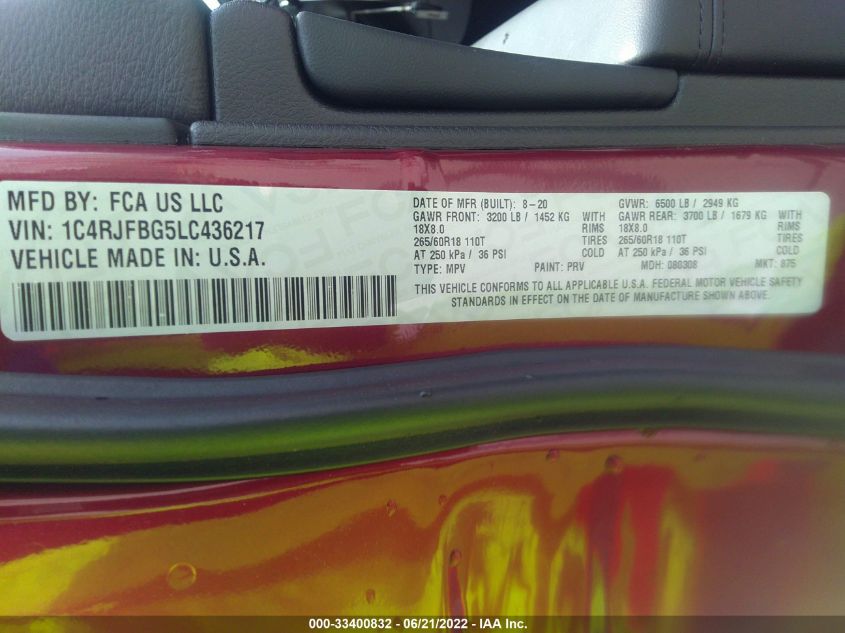 MFD BY: FCA US LLC
VIN: 1C4RJFBG5LC436217
VEHICLE MADE IN: U.S.A.
DATE OF MFR (BUILT): 8-20 GVWR: 6500 LB / 2949 KG
GAWR FRONT: 3200 LB / 1452 KG WITH GAWR REAR: 3700 LB / 1679 KG WITH
18X8.0 RIMS 18X8.0 RIMS
265/60R18 110T TIRES 265/60R18 110T TIRES
AT 250 kPa / 36 PSI COLD AT 250 kPa / 36 PSI COLD
TYPE: MPV PAINT: PRV MDH: 080308 MKT: 875
THIS VEHICLE CONFORMS TO ALL APPLICABLE U.S.A. FEDERAL MOTOR VEHICLE SAFETY
STANDARDS IN EFFECT ON THE DATE OF MANUFACTURE SHOWN ABOVE.
000-33400832 - 06/21/2022 - IAA Inc.